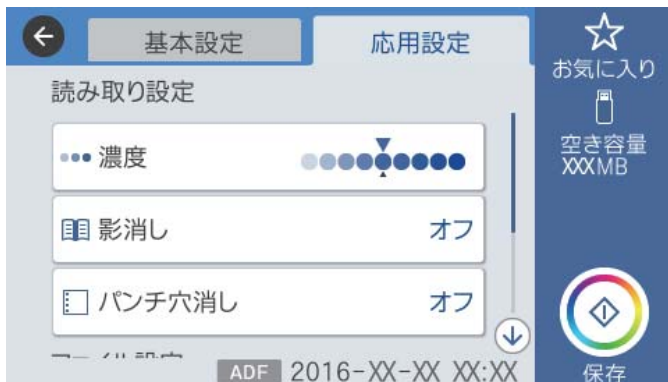 基本設定
応用設定
お気に入り
読み取り設定
空き容量
XXXMB
濃度
影消し オフ
パンチ穴消し オフ
ADF 2016-XX-XX XX:XX
保存